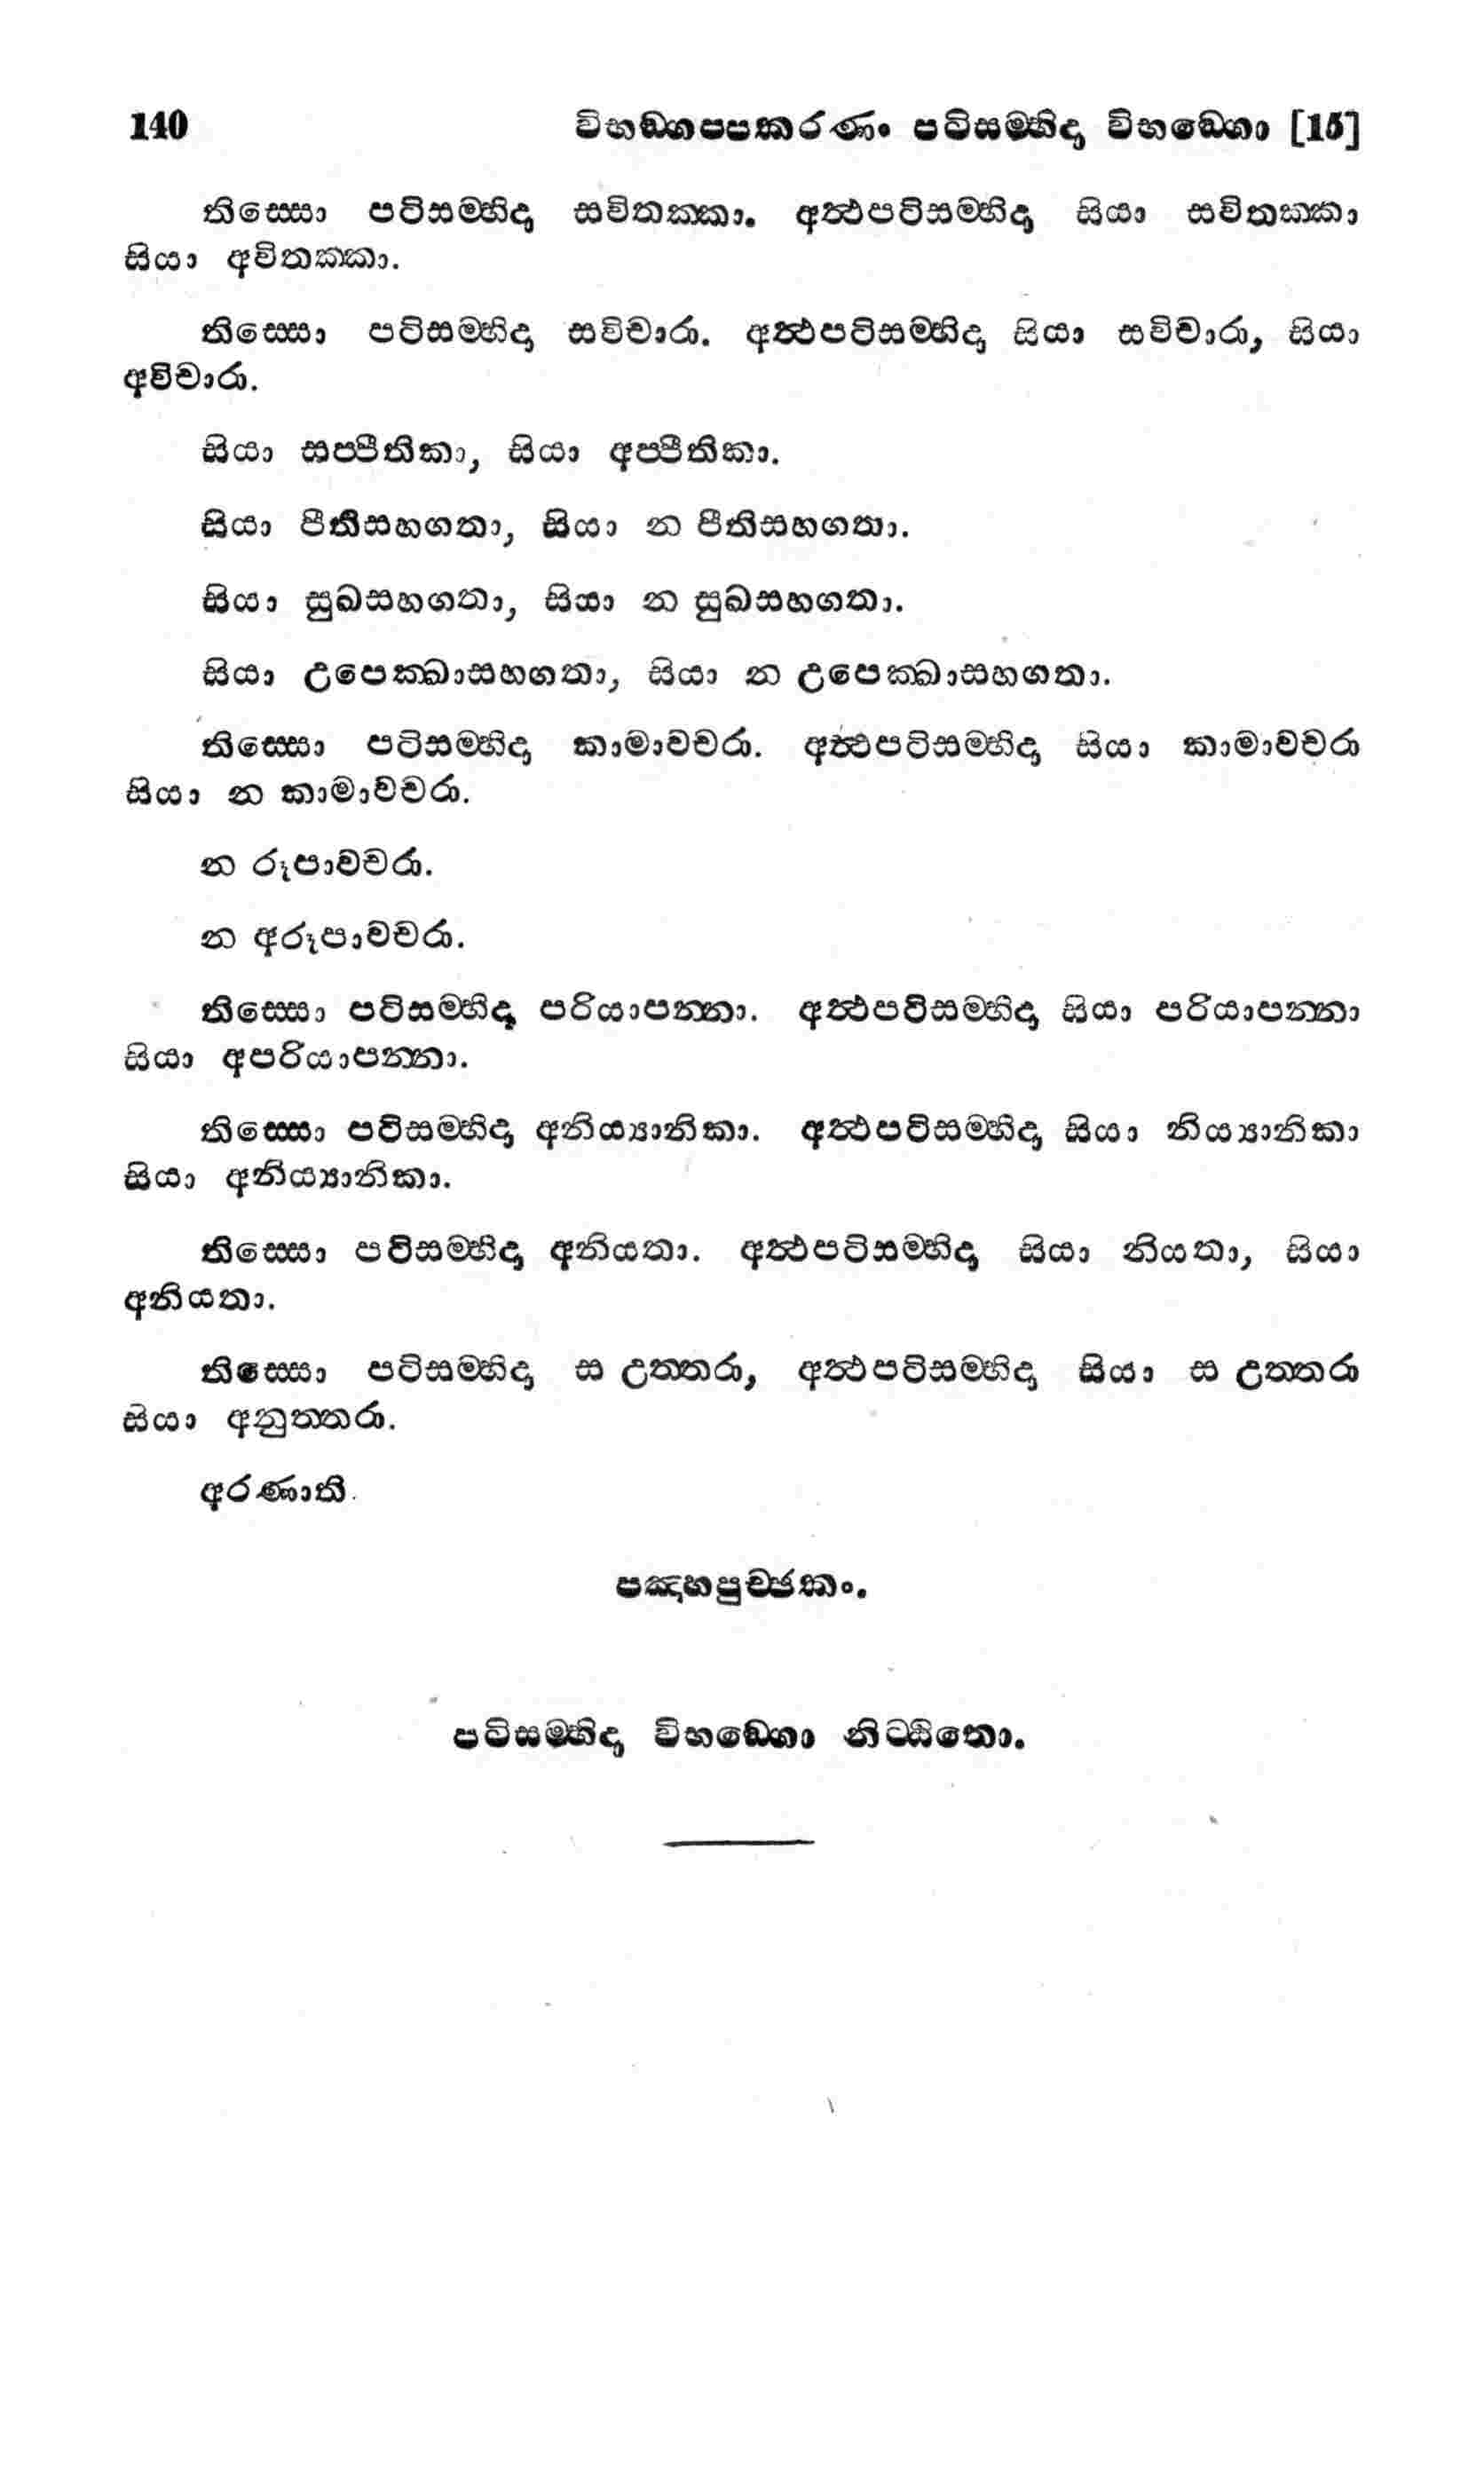 140 විභඞ්ගපපකරණං පටිසම්භිදා විභඞ්ගො [15]
තිස්සො පටිසම්භිදා සවිතක්කා. අත්ථපටිසම්භිදා සියා සවිතක්කා
සියා අවිතක්කා.
තිස්සො පටිසම්භිදා සවිචාරා. අත්ථපටිසම්භිදා සියා සවිචාරා, සියා
අවිචාරා.
සියා සප්පීතිකා, සියා අප්පීතිකා.
සියා පීතිසහගතා, සියා න පීතිසහගතා.
සියා සුඛසහගතා, සියා න සුඛසහගතා.
සියා උපෙක්ඛාසහගතා, සියා න උපෙක්ඛාසහගතා.
තිස්සො පටිසම්භිදා කාමාවචරා. අත්ථපටිසම්භිදා සියා කාමාවචරා
සියා න කාමාවචරා.
න රූපාවචරා.
න අරූපාවචරා.
තිස්සො පටිසම්භිදා පරියාපන්නා. අත්ථපටිසම්භිදා සියා පරියාපන්නා
සියා අපරියාපන්නා.
තිස්සො පටිසම්භිදා අනිය්‍යානිකා. අත්ථපටිසම්භිදා සියා නිය්‍යානිකා
සියා අනිය්‍යානිකා.
තිස්සො පටිසම්භිදා අනියතා. අත්ථපටිසම්භිදා සියා නියතා, සියා
අනියතා.
තිස්සො පටිසම්භිදා ස උත්තරා, අත්ථපටිසම්භිදා සියා ස උත්තරා
සියා අනුත්තරා.
අරණාති.
පඤ්හපුච්ඡකං.
පටිසම්භිදා විභඞ්ගො නිට්ඨිතො.